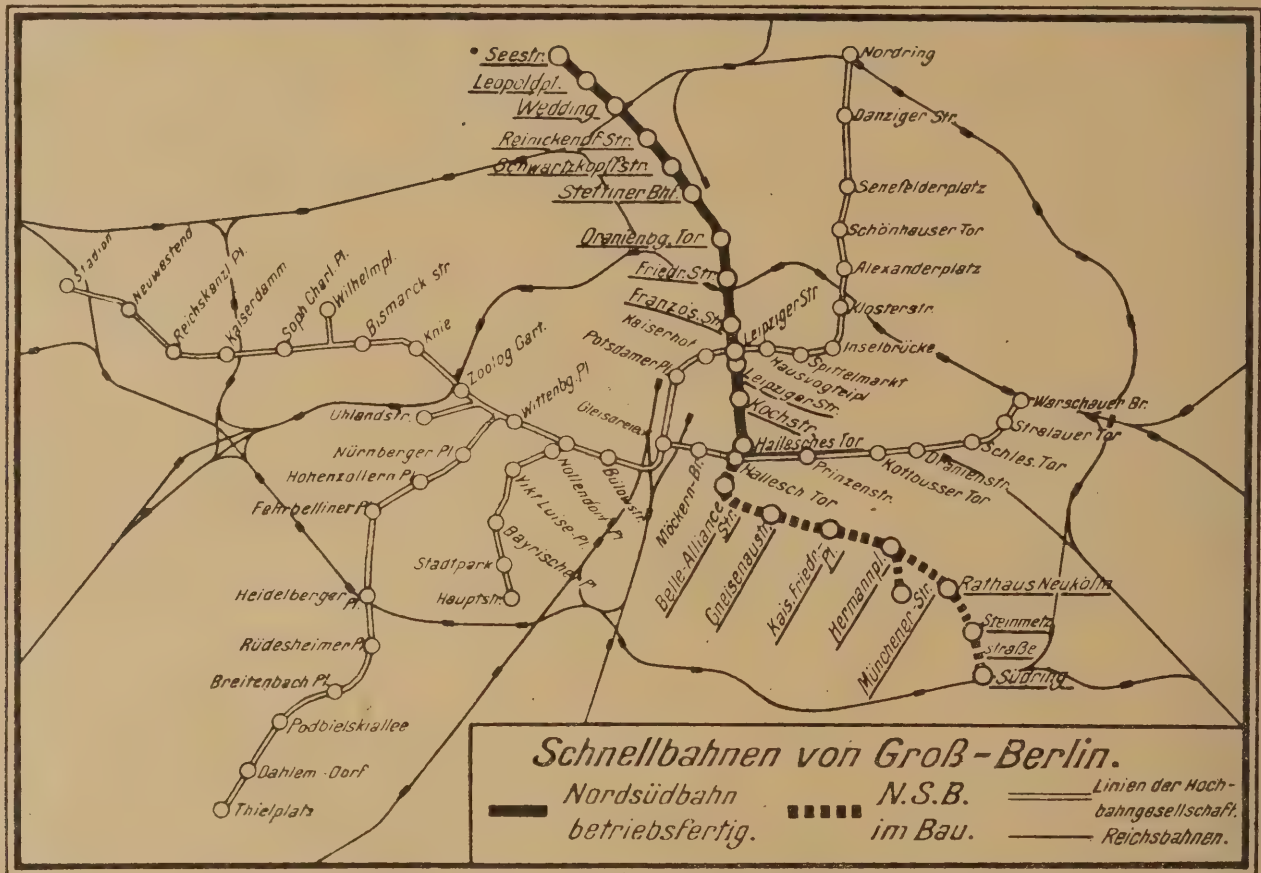 Seestr.
Leopoldpl.
Wedding
Reinickendf. Str.
Schwartzkopffstr.
Stettiner Bhf.
Oranienbg. Tor
Friedr. Str.
Französ. Str.
Leipziger Str
Leipziger Str.
Kochstr.
Hallesches Tor
Hallesch Tor
Nordring
Danziger Str.
Senefelderplatz
Schönhauser Tor
Alexanderplatz
Klosterstr.
Inselbrücke
Spittelmarkt
Hausvogteipl
Kaiserhof
Potsdamer Pl.
Gleisdreieck
Stadion
Neuwestend
Reichskanzl. Pl.
Kaiserdamm
Soph Charl. Pl.
Wilhelmpl.
Bismarck str
Knie
Zoolog Gart.
Uhlandstr.
Wittenbg. Pl
Nürnberger Pl
Hohenzollern Pl
Fehrbelliner Pl
Heidelberger
Pl.
Rüdesheimer Pl
Breitenbach Pl.
Podbielskiallee
Dahlem-Dorf
Thielplatz
Nollendorf Pl
Vikt Luise-Pl.
Bayrischer Pl.
Stadtpark
Hauptstr.
Bülowstr.
Möckern-Br.
Prinzenstr.
Kottbusser Tor
Oranienstr.
Schles. Tor
Stralauer Tor
Warschauer Br.
Belle-Alliance
Str.
Gneisenaustr.
Kais. Friedr.-
Pl.
Hermannpl.
Münchener-Str.
Rathaus Neukölln
Steinmetz
straße
Südring
Schnellbahnen von Groß-Berlin.
Nordsüdbahn
betriebsfertig.
N.S.B.
im Bau.
Linien der Hoch-
bahngesellschaft.
Reichsbahnen.